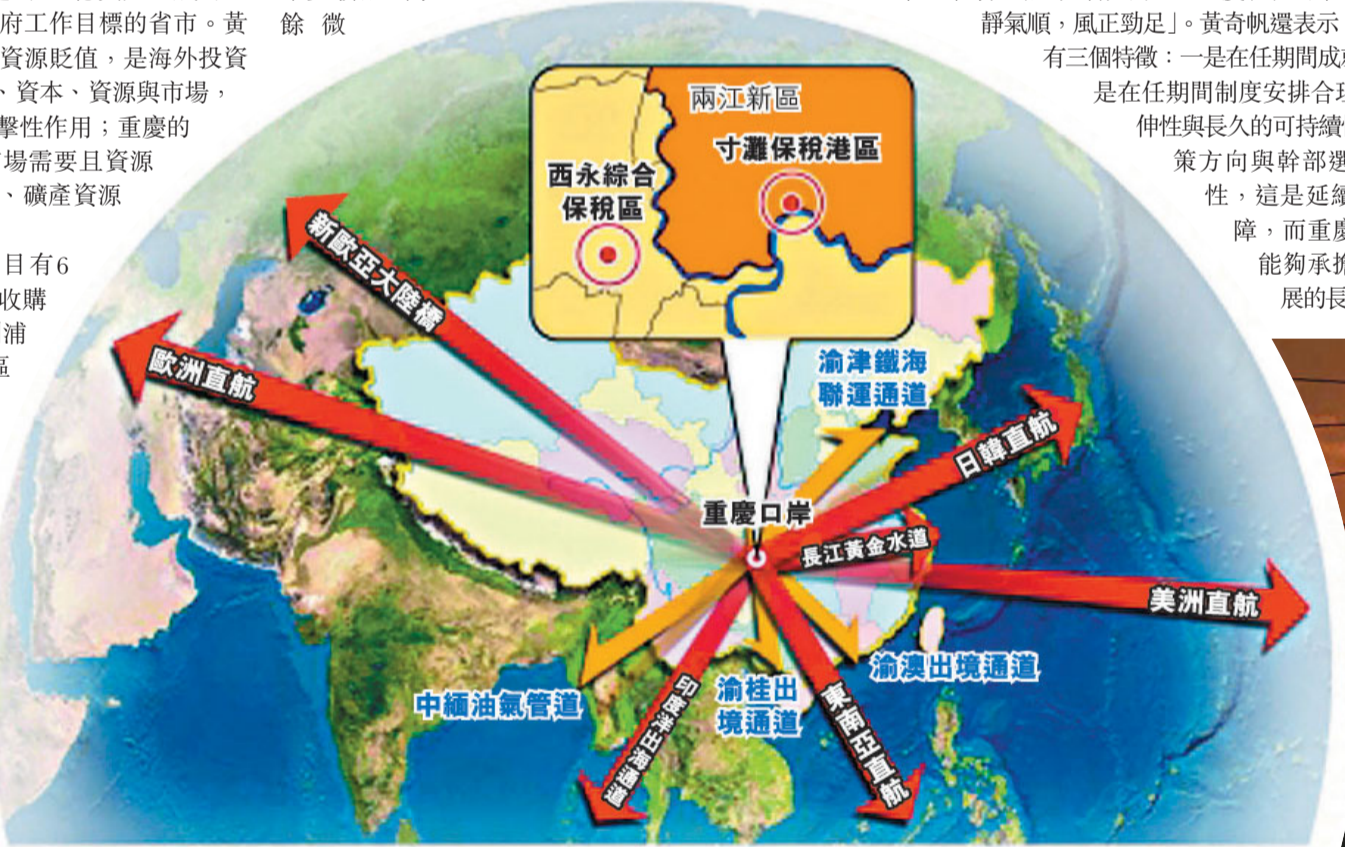 府工作目標的省市。黃
資源貶值，是海外投資
、資本、資源與市場，
擊性作用；重慶的
場需要且資源
、礦產資源
目有6
收購
浦
區
餘 微
靜氣順，風正勁足」。黃奇帆還表示
有三個特徵：一是在任期間成
是在任期間制度安排合
伸性與長久的可持續
策方向與幹部選
性，這是延續
障，而重慶
能夠承擔
展的長
兩江新區
寸灘保稅港區
西永綜合
保稅區
新歐亞大陸橋
歐洲直航
渝津鐵海
聯運通道
日韓直航
重慶口岸
長江黃金水道
美洲直航
渝澳出境通道
中緬油氣管道
印度洋出海通道
渝桂出
境通道
東南亞直航